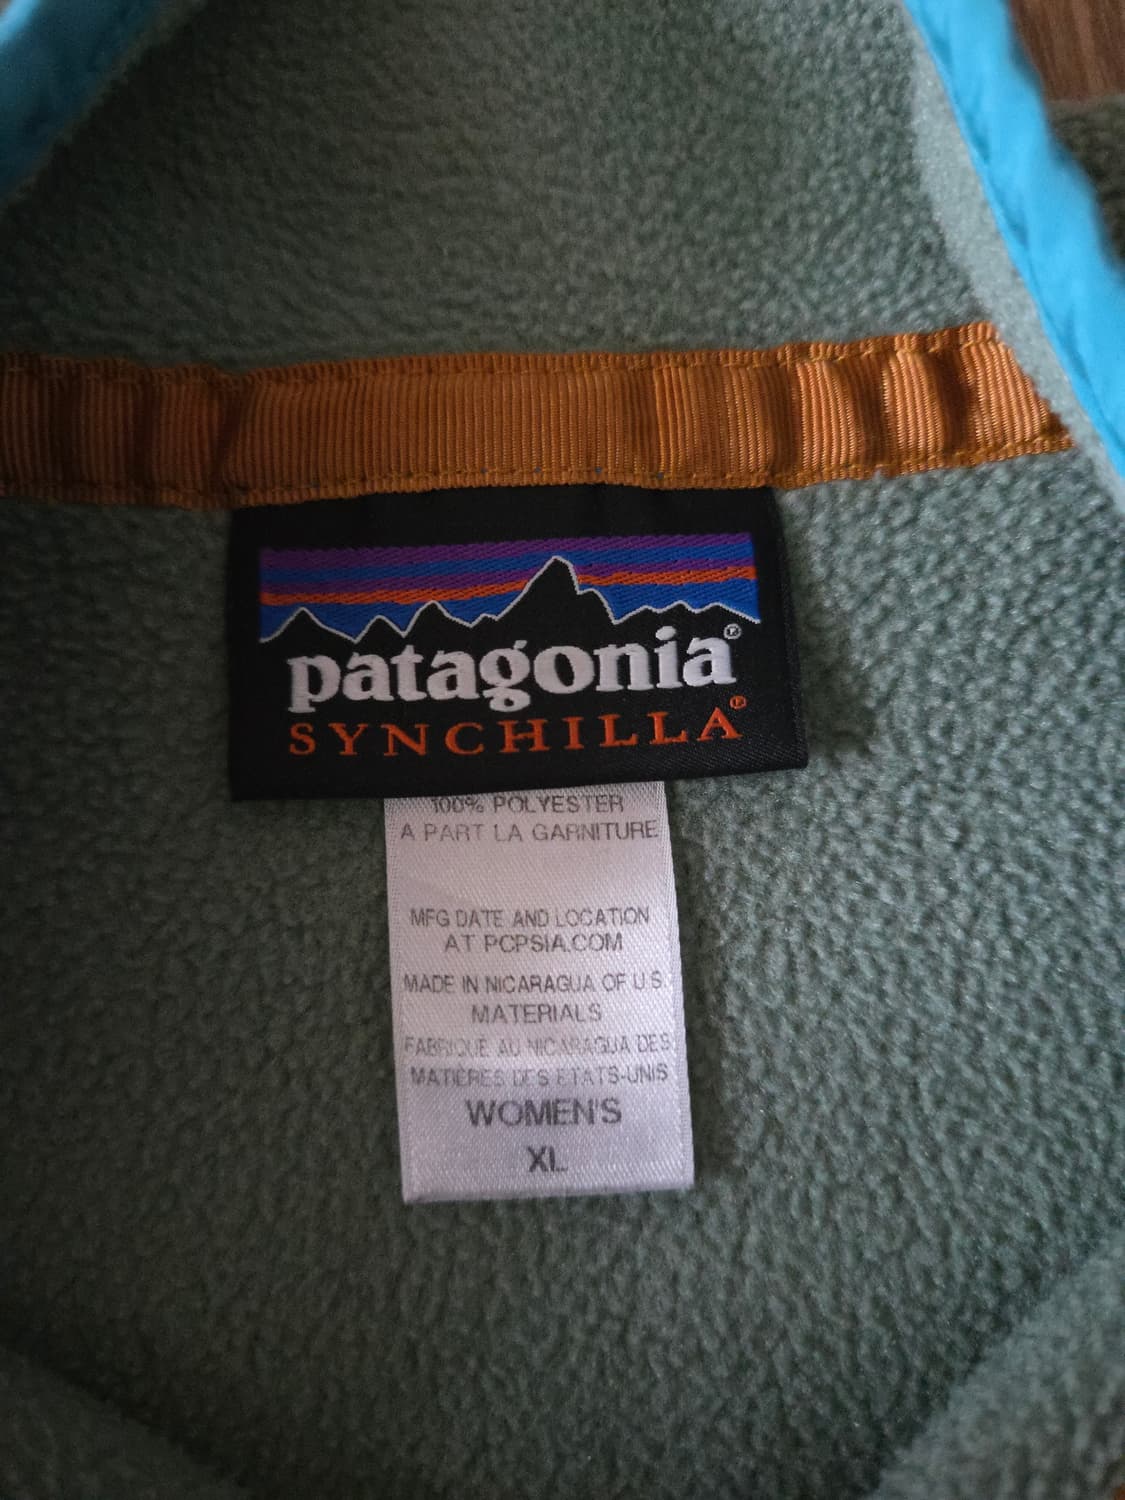 patagonia®
SYNCHILLA®
100% POLYESTER
A PART LA GARNITURE
MFG DATE AND LOCATION
AT PCPSIA.COM
MADE IN NICARAGUA OF U.S.
MATERIALS
FABRIQUE AU NICARAGUA DES
MATIERES DES ETATS-UNIS
WOMEN'S
XL